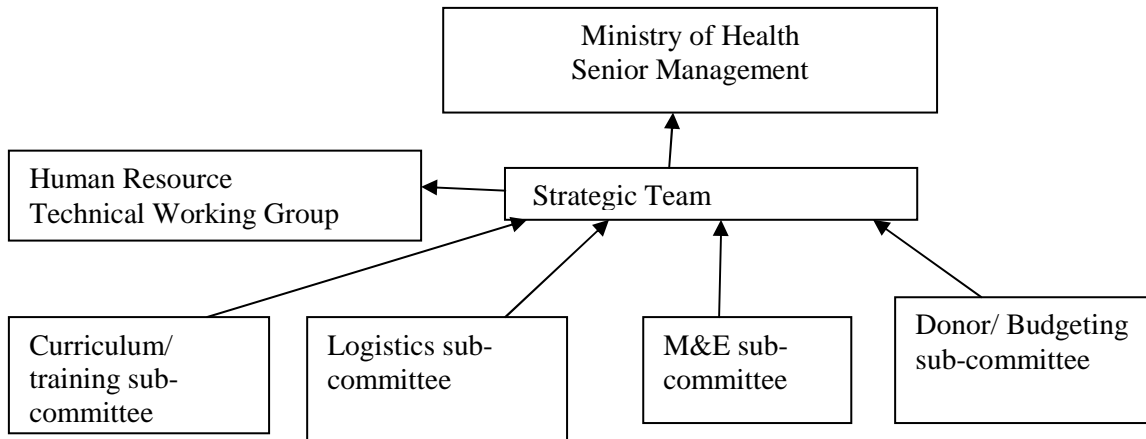 Ministry of Health
Senior Management
Human Resource
Technical Working Group
Strategic Team
Curriculum/
training sub-
committee
Logistics sub-
committee
M&E sub-
committee
Donor/ Budgeting
sub-committee